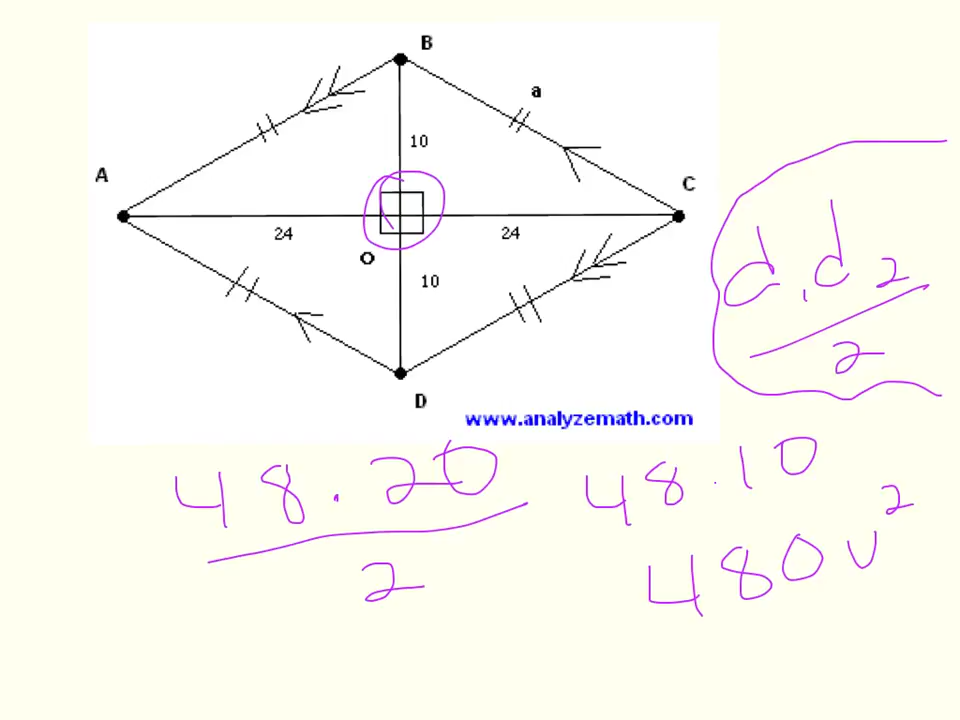 B
a
10
A
C
24
24
O
10
D
www.analyzemath.com
d₁d₂
2
48.20
2
48.10
480u²